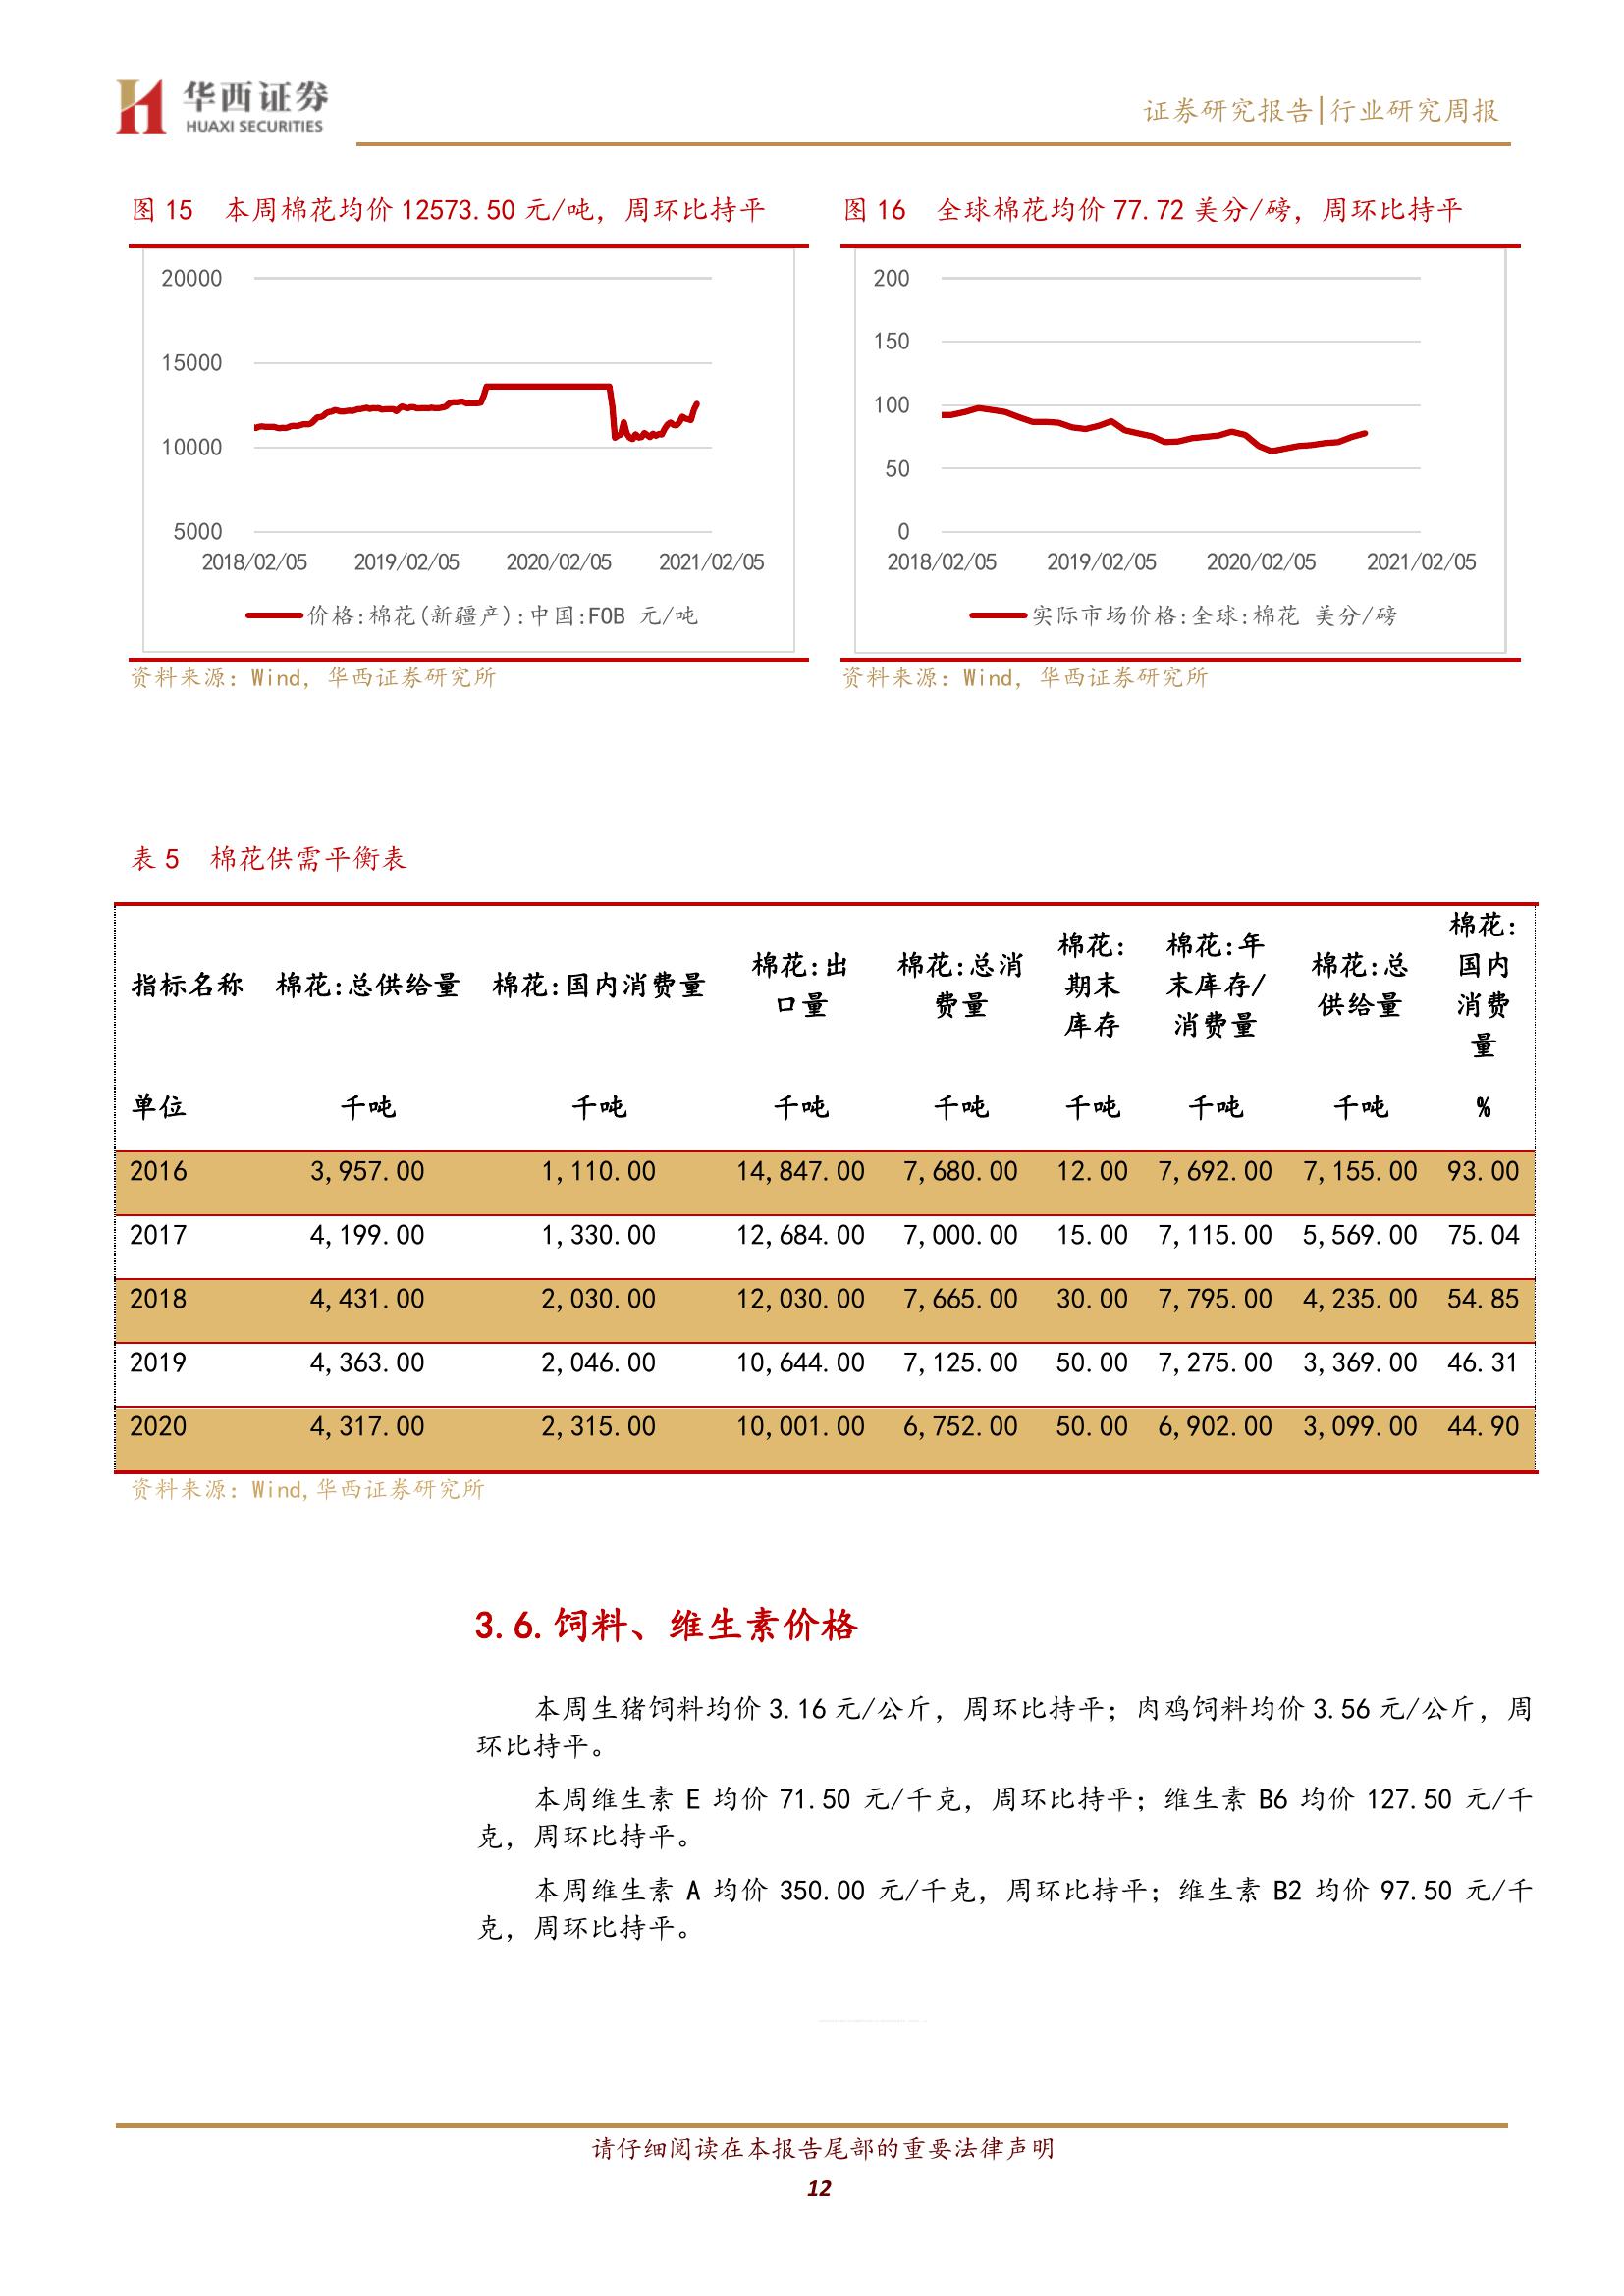 华西证券
HUAXI SECURITIES
证券研究报告|行业研究周报
图 15 本周棉花均价 12573.50 元/吨，周环比持平
20000
15000
10000
5000
2018/02/05 2019/02/05 2020/02/05 2021/02/05
价格:棉花(新疆产):中国:FOB 元/吨
资料来源：Wind，华西证券研究所
图 16 全球棉花均价 77.72 美分/磅，周环比持平
200
150
100
50
0
2018/02/05 2019/02/05 2020/02/05 2021/02/05
实际市场价格:全球:棉花 美分/磅
资料来源：Wind，华西证券研究所
表 5 棉花供需平衡表
指标名称 棉花:总供给量 棉花:国内消费量 棉花:出口量 棉花:总消费量 棉花:期末库存 棉花:年末库存/消费量 棉花:总供给量 棉花:国内消费量
单位 千吨 千吨 千吨 千吨 千吨 千吨 千吨 %
2016 3,957.00 1,110.00 14,847.00 7,680.00 12.00 7,692.00 7,155.00 93.00
2017 4,199.00 1,330.00 12,684.00 7,000.00 15.00 7,115.00 5,569.00 75.04
2018 4,431.00 2,030.00 12,030.00 7,665.00 30.00 7,795.00 4,235.00 54.85
2019 4,363.00 2,046.00 10,644.00 7,125.00 50.00 7,275.00 3,369.00 46.31
2020 4,317.00 2,315.00 10,001.00 6,752.00 50.00 6,902.00 3,099.00 44.90
资料来源：Wind,华西证券研究所
3.6.饲料、维生素价格
本周生猪饲料均价 3.16 元/公斤，周环比持平；肉鸡饲料均价 3.56 元/公斤，周
环比持平。
本周维生素 E 均价 71.50 元/千克，周环比持平；维生素 B6 均价 127.50 元/千
克，周环比持平。
本周维生素 A 均价 350.00 元/千克，周环比持平；维生素 B2 均价 97.50 元/千
克，周环比持平。
请仔细阅读在本报告尾部的重要法律声明
12